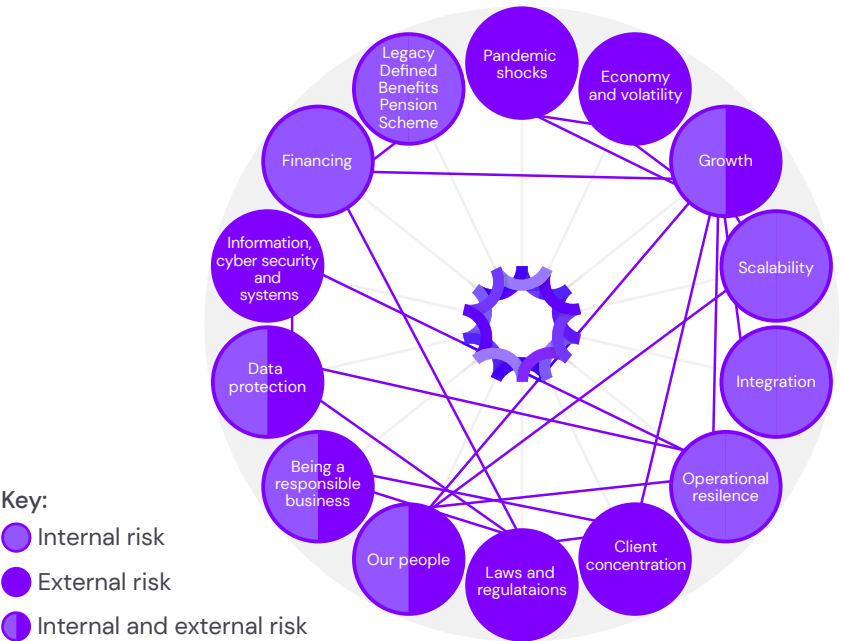 Pandemic
shocks
Economy
and volatility
Growth
Scalability
Integration
Operational
resilence
Client
concentration
Laws and
regulataions
Our people
Being a
responsible
business
Data
protection
Information,
cyber security
and
systems
Financing
Legacy
Defined
Benefits
Pension
Scheme
Key:
Internal risk
External risk
Internal and external risk